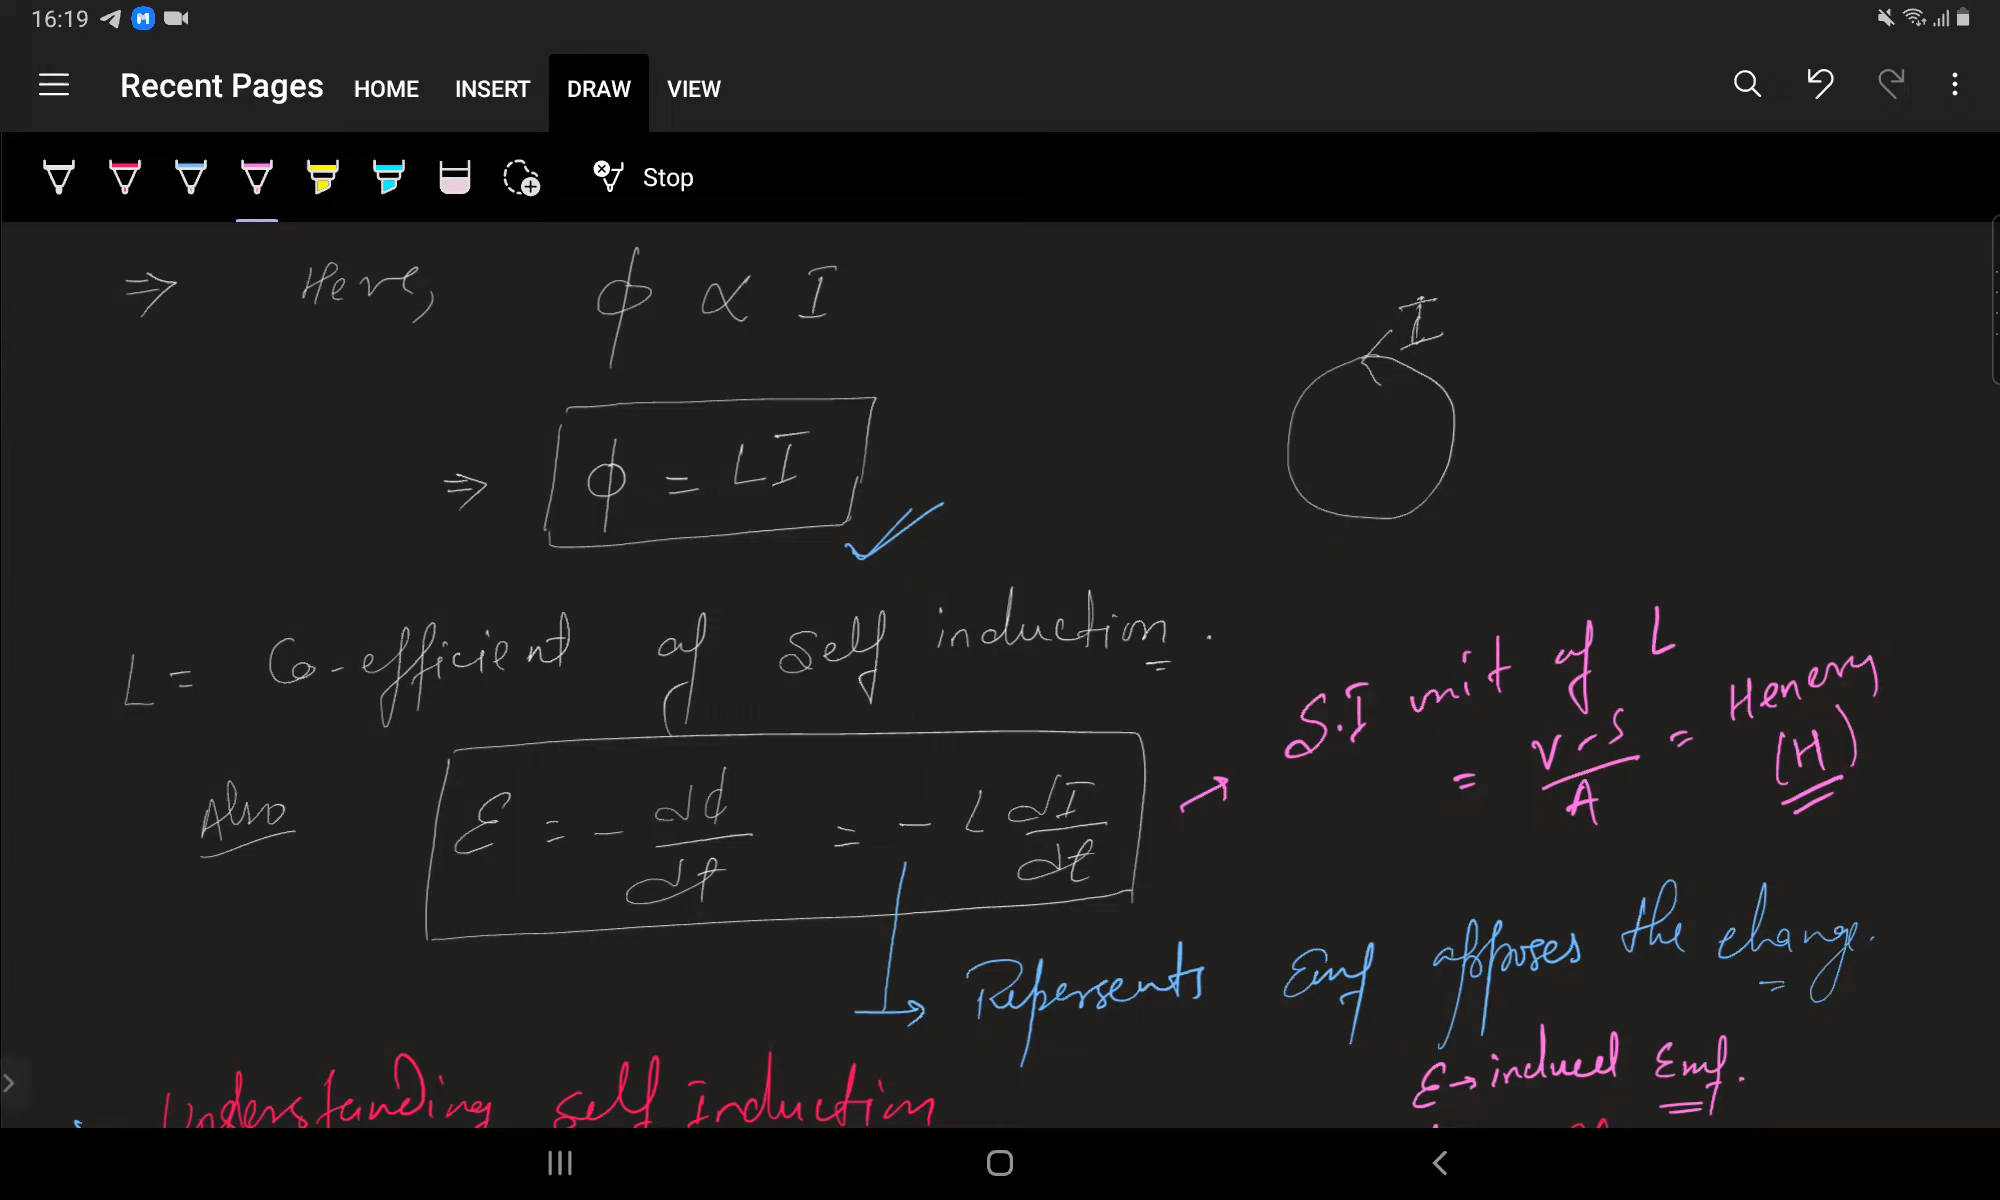 16:19
Recent Pages HOME INSERT DRAW VIEW
Stop
⇒ Here, ϕ ∝ I
I
⇒ ϕ = LI
L = Co-efficient of self induction.
S.I unit of L
= V-s/A = Henery (H)
Also ℰ = - dϕ/dt = - L dI/dt
Repersents Emf opposes the change.
ℰ → induced Emf.
Understanding self induction